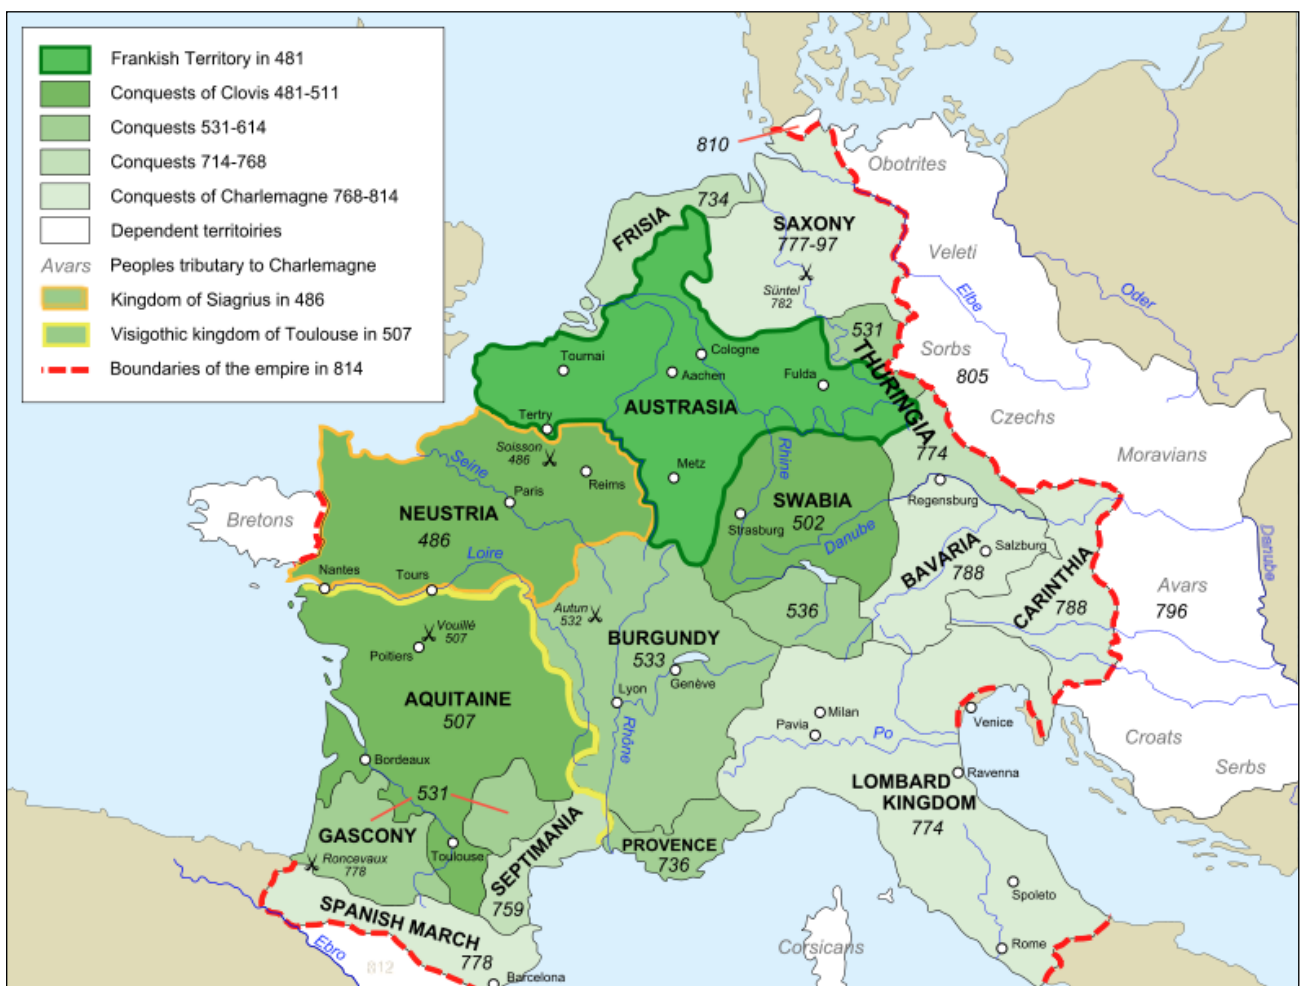 Frankish Territory in 481
Conquests of Clovis 481-511
Conquests 531-614
Conquests 714-768
Conquests of Charlemagne 768-814
Dependent territoiries
Avars Peoples tributary to Charlemagne
Kingdom of Siagrius in 486
Visigothic kingdom of Toulouse in 507
Boundaries of the empire in 814
810
Obotrites
734
FRISIA
SAXONY
777-97
Veleti
Süntel
782
Elbe
Oder
531
Sorbs
805
THURINGIA
774
Czechs
Moravians
Tournai
Cologne
Aachen
Fulda
AUSTRASIA
Tertry
Soisson
486
Metz
Reims
Seine
Paris
Rhine
SWABIA
502
Strasburg
Danube
Regensburg
Bretons
NEUSTRIA
486
Loire
Nantes
Tours
BAVARIA
788
Salzburg
CARINTHIA
788
Avars
796
Danube
Autun
532
536
Vouillé
507
Poitiers
BURGUNDY
533
Genève
Lyon
Rhône
AQUITAINE
507
Milan
Pavia
Po
Venice
Croats
Serbs
Bordeaux
531
Ravenna
LOMBARD
KINGDOM
774
GASCONY
Roncevaux
778
Toulouse
SEPTIMANIA
759
PROVENCE
736
Spoleto
SPANISH MARCH
778
Ebro
812
Barcelona
Corsicans
Rome